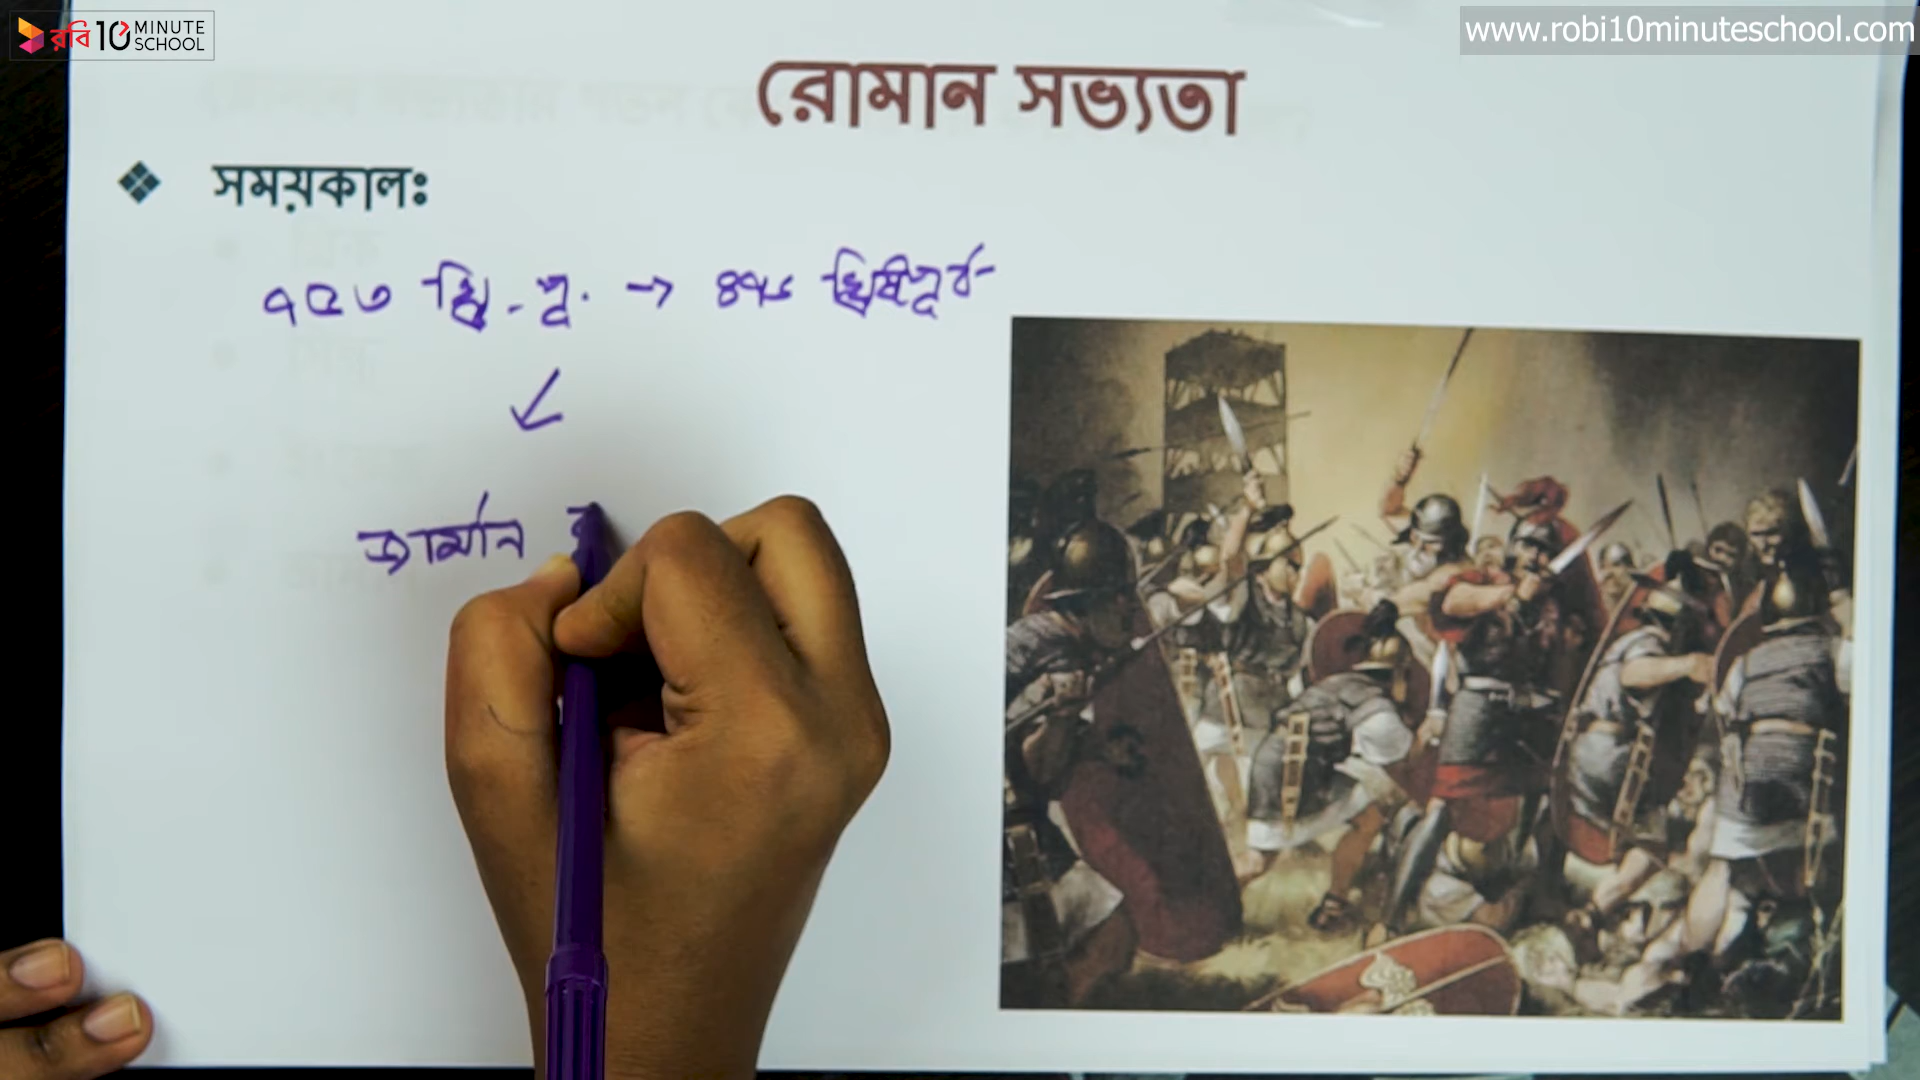 রবি 10 MINUTE SCHOOL
www.robi10minuteschool.com
রোমান সভ্যতা
❖ সময়কালঃ
৭৫৩ খ্রি.পূ. → ৪৭৬ খ্রিষ্টপূর্ব
জার্মান